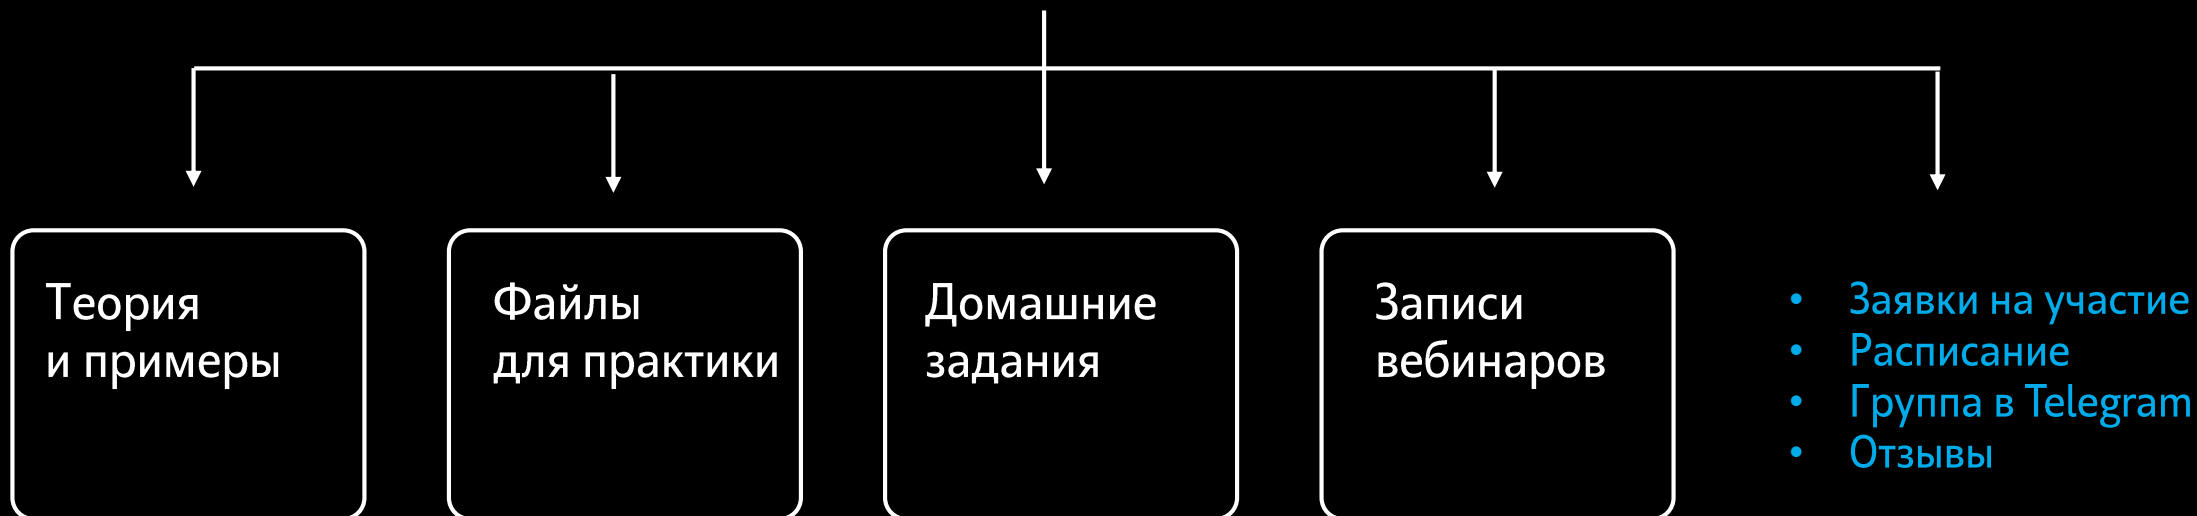 Теория
и примеры
Файлы
для практики
Домашние
задания
Записи
вебинаров
• Заявки на участие
• Расписание
• Группа в Telegram
• Отзывы